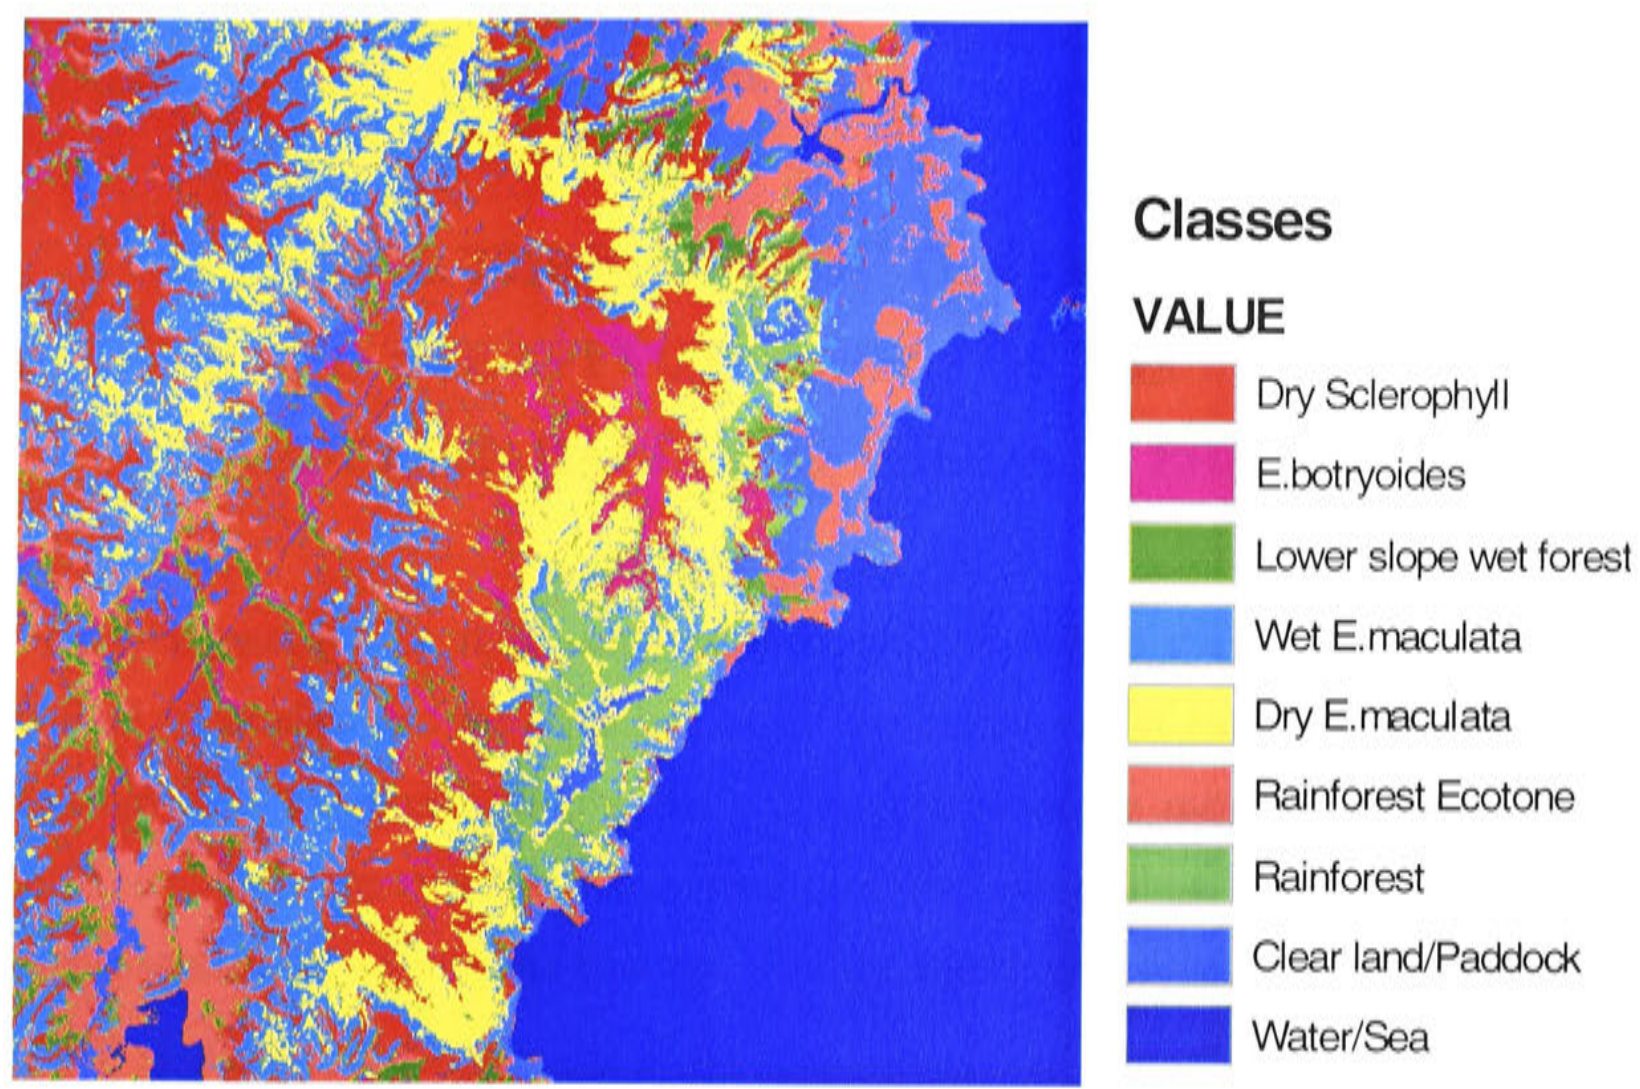 Classes
VALUE
Dry Sclerophyll
E.botryoides
Lower slope wet forest
Wet E.maculata
Dry E.maculata
Rainforest Ecotone
Rainforest
Clear land/Paddock
Water/Sea